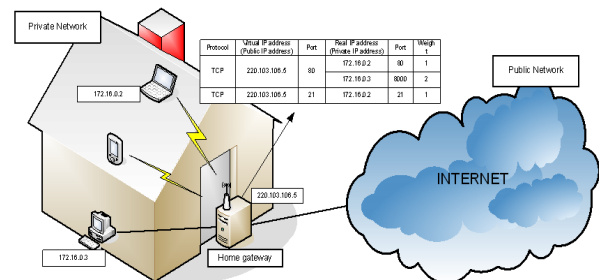 Private Network
Protocol Virtual IP address (Public IP address) Port Real IP address (Private IP address) Port Weigh t
TCP 220.103.106.5 80 172.16.0.2 80 1
172.16.0.3 8000 2
TCP 220.103.106.5 21 172.16.0.2 21 1
Public Network
172.16.0.2
INTERNET
220.103.106.5
172.16.0.3
Home gateway